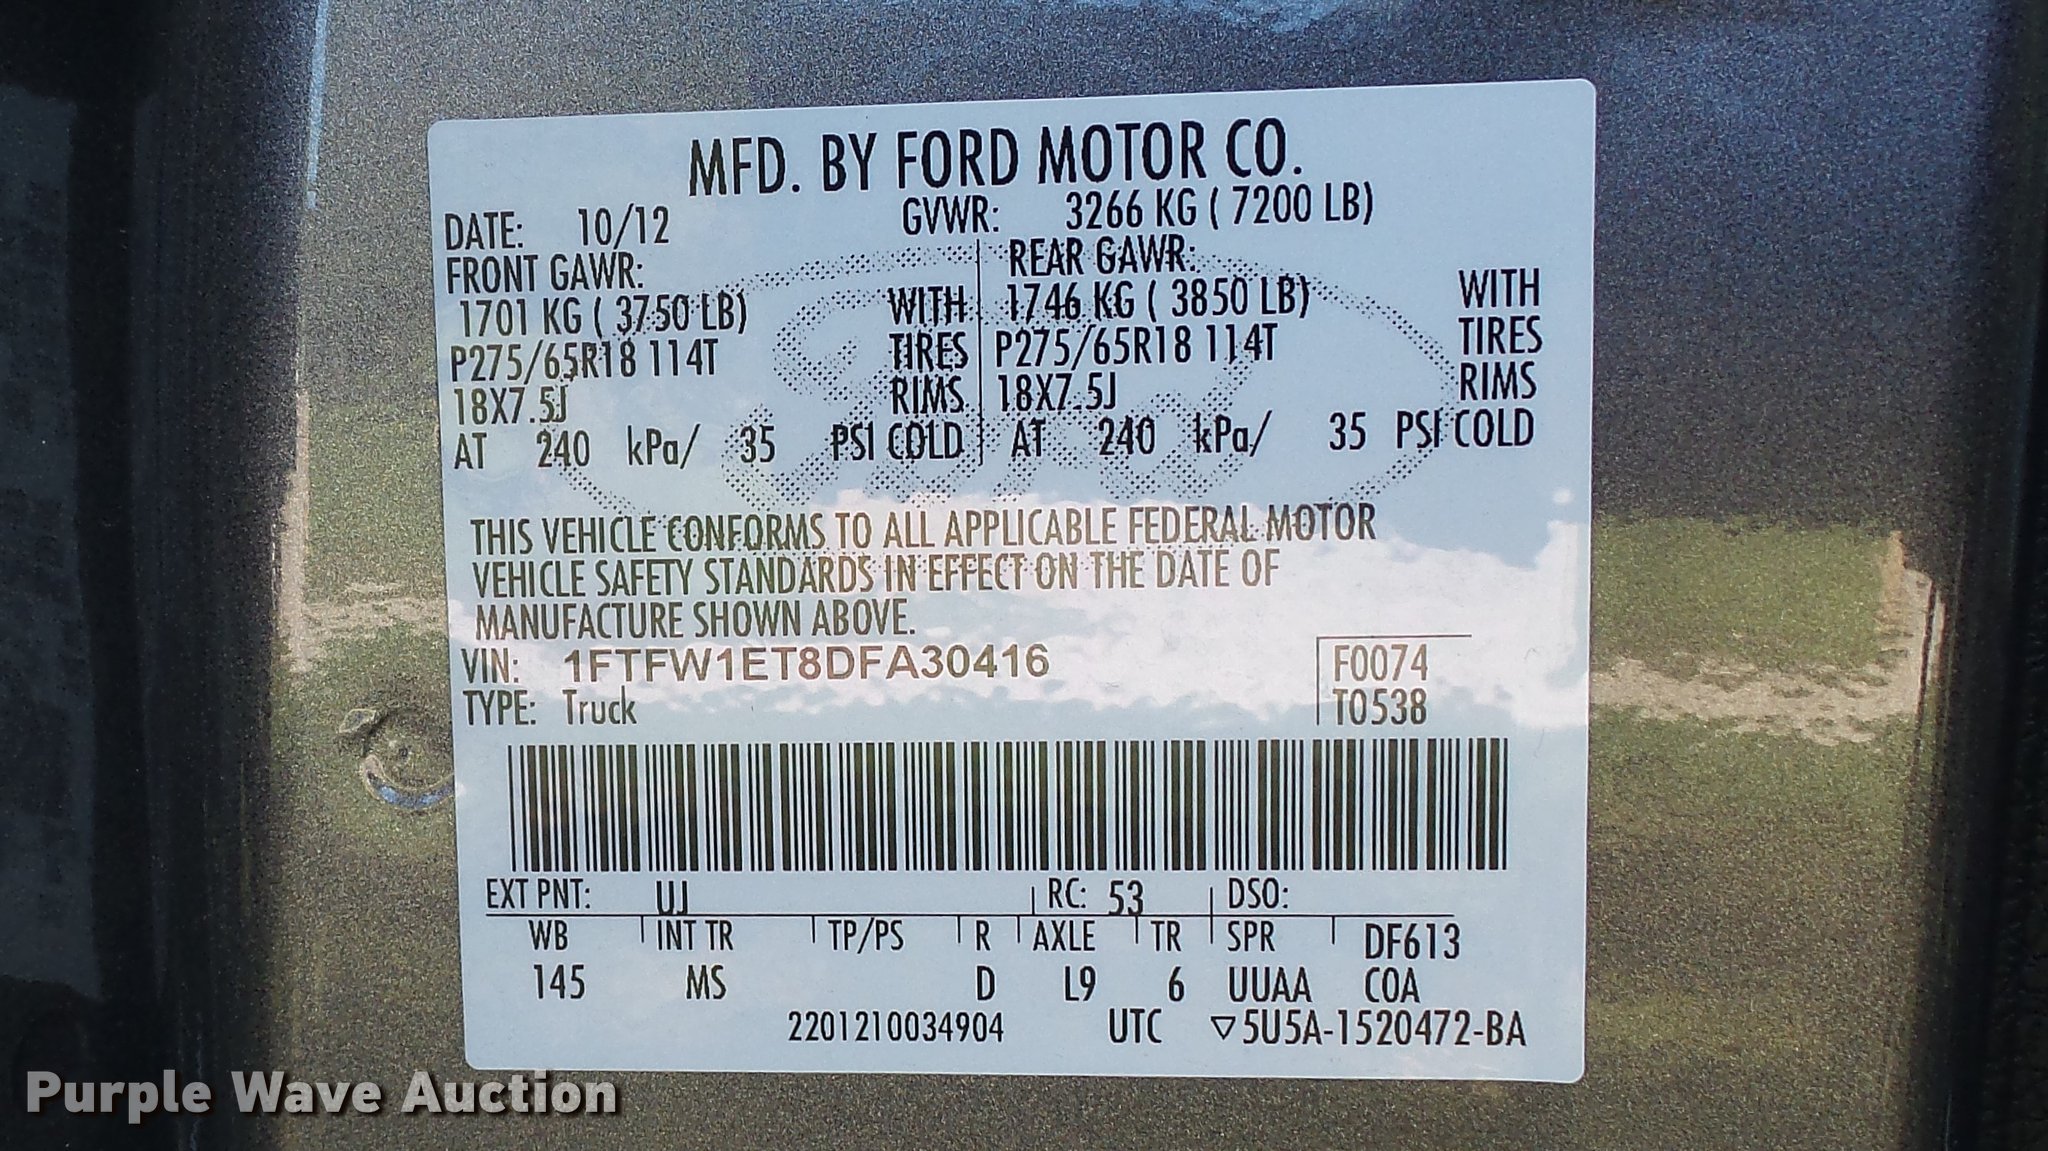 MFD. BY FORD MOTOR CO.
DATE: 10/12 GVWR: 3266 KG ( 7200 LB)
FRONT GAWR: REAR GAWR:
1701 KG ( 3750 LB) WITH 1746 KG ( 3850 LB) WITH
P275/65R18 114T TIRES P275/65R18 114T TIRES
18X7.5J RIMS 18X7.5J RIMS
AT 240 kPa/ 35 PSI COLD AT 240 kPa/ 35 PSI COLD
THIS VEHICLE CONFORMS TO ALL APPLICABLE FEDERAL MOTOR
VEHICLE SAFETY STANDARDS IN EFFECT ON THE DATE OF
MANUFACTURE SHOWN ABOVE.
VIN: 1FTFW1ET8DFA30416 F0074
TYPE: Truck T0538
EXT PNT: UJ RC: 53 DSO:
WB INT TR TP/PS R AXLE TR SPR DF613
145 MS D L9 6 UUAA COA
2201210034904 UTC ▽5U5A-1520472-BA
Purple Wave Auction